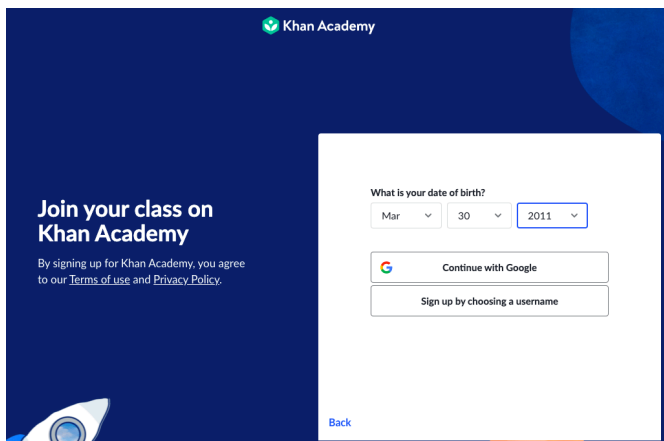 Khan Academy
Join your class on
Khan Academy
By signing up for Khan Academy, you agree
to our Terms of use and Privacy Policy.
What is your date of birth?
Mar 30 2011
Continue with Google
Sign up by choosing a username
Back